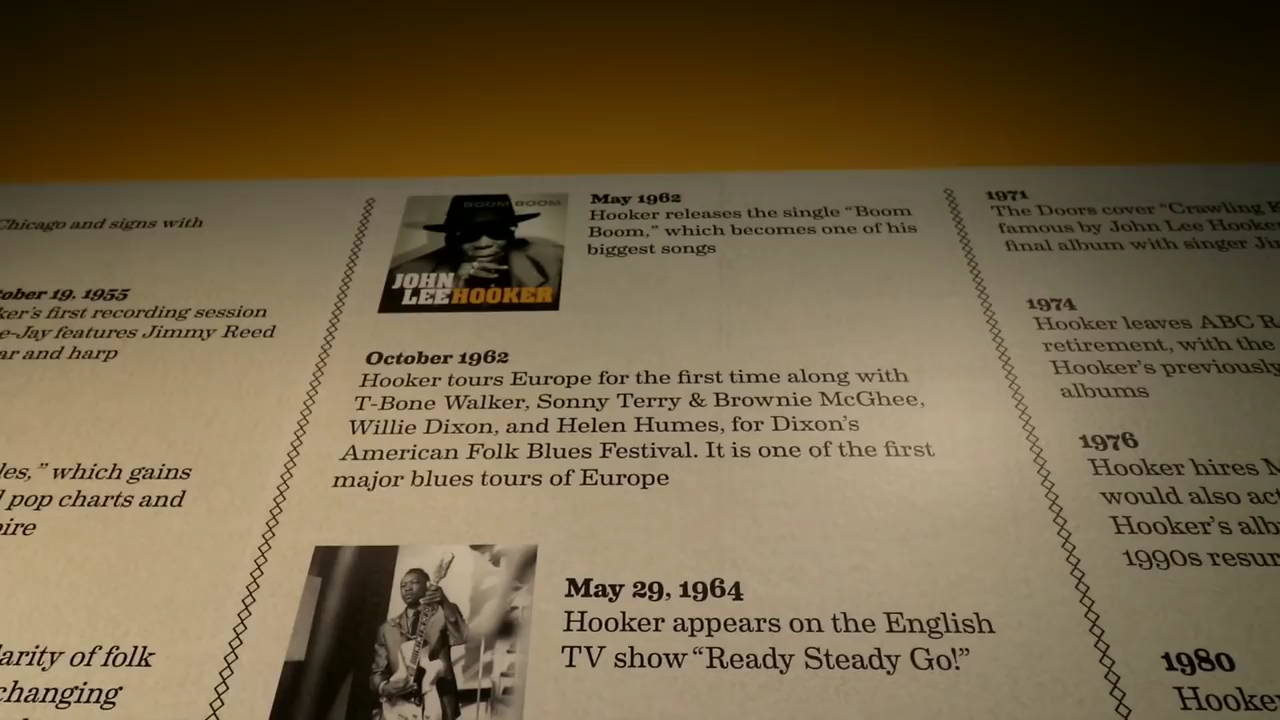 Chicago and signs with
ober 19, 1955
ker's first recording session
e-Jay features Jimmy Reed
ar and harp
les," which gains
pop charts and
arity of folk
changing
BOOM BOOM
JOHN
LEE HOOKER
May 1962
Hooker releases the single “Boom
Boom,” which becomes one of his
biggest songs
October 1962
Hooker tours Europe for the first time along with
T-Bone Walker, Sonny Terry & Brownie McGhee,
Willie Dixon, and Helen Humes, for Dixon’s
American Folk Blues Festival. It is one of the first
major blues tours of Europe
May 29, 1964
Hooker appears on the English
TV show “Ready Steady Go!”
1971
The Doors cover “Crawling K
famous by John Lee Hooker
final album with singer Ji
1974
Hooker leaves ABC R
retirement, with the
Hooker’s previously
albums
1976
Hooker hires
would also act
Hooker’s alb
1990s resur
1980
Hooke